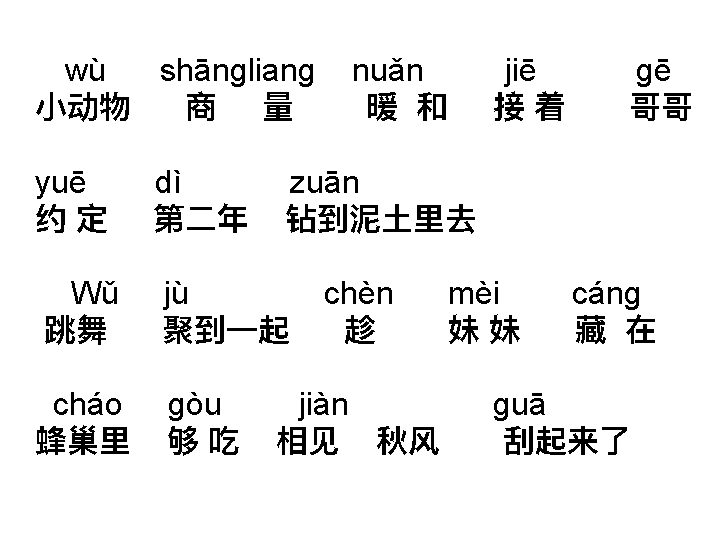 wù shāngliang nuǎn jiē gē
小动物 商 量 暖 和 接 着 哥哥
yuē dì zuān
约 定 第二年 钻到泥土里去
Wǔ jù chèn mèi cáng
跳舞 聚到一起 趁 妹 妹 藏 在
cháo gòu jiàn guā
蜂巢里 够 吃 相见 秋风 刮起来了